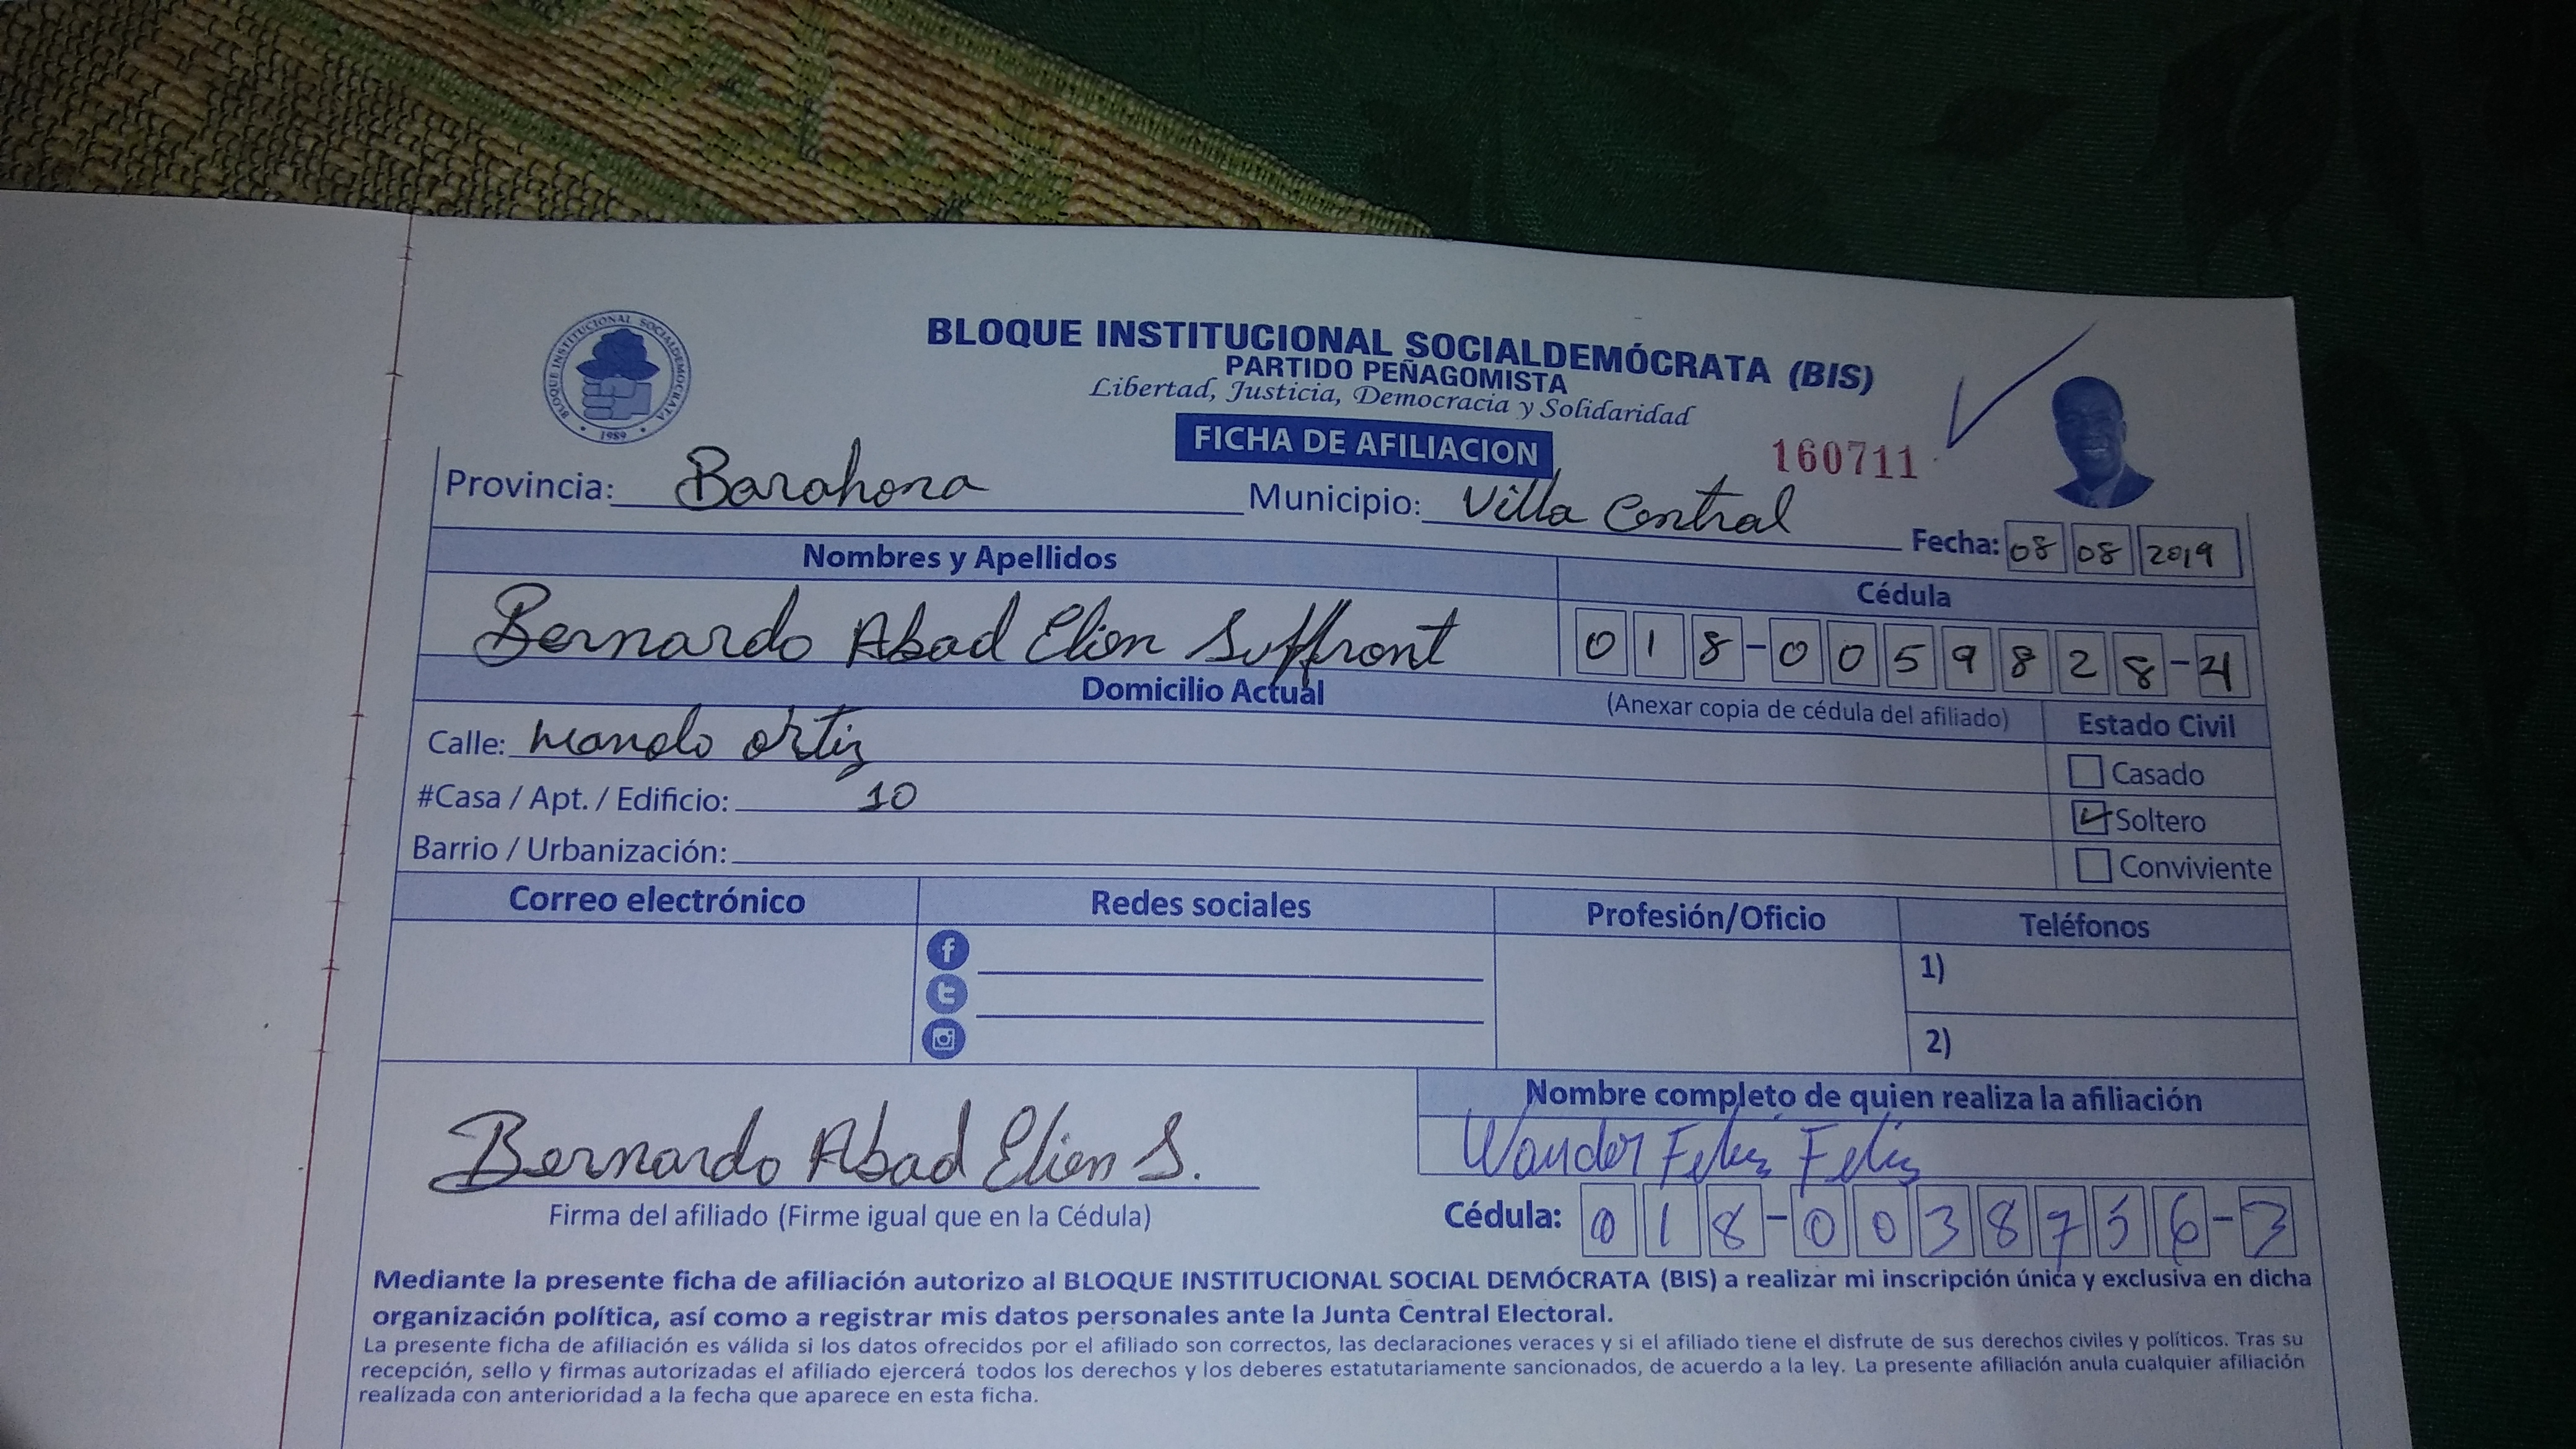 BLOQUE INSTITUCIONAL SOCIALDEMOCRATA
1989
BLOQUE INSTITUCIONAL SOCIALDEMÓCRATA (BIS)
PARTIDO PEÑAGOMISTA
Libertad, Justicia, Democracia y Solidaridad
FICHA DE AFILIACION
160711
Provincia: Barahona Municipio: Villa Central Fecha: 08 08 2019
Nombres y Apellidos Cédula
Bernardo Abad Elien Suffront 018-0059828-4
Domicilio Actual (Anexar copia de cédula del afiliado) Estado Civil
Calle: Manolo Ortiz
Casado
#Casa / Apt. / Edificio: 10
Soltero
Barrio / Urbanización:
Conviviente
Correo electrónico Redes sociales Profesión/Oficio Teléfonos
1)
2)
Nombre completo de quien realiza la afiliación
Bernardo Abad Elien S. Wander Feliz Feliz
Firma del afiliado (Firme igual que en la Cédula) Cédula: 018-0038756-3
Mediante la presente ficha de afiliación autorizo al BLOQUE INSTITUCIONAL SOCIAL DEMÓCRATA (BIS) a realizar mi inscripción única y exclusiva en dicha
organización política, así como a registrar mis datos personales ante la Junta Central Electoral.
La presente ficha de afiliación es válida si los datos ofrecidos por el afiliado son correctos, las declaraciones veraces y si el afiliado tiene el disfrute de sus derechos civiles y políticos. Tras su
recepción, sello y firmas autorizadas el afiliado ejercerá todos los derechos y los deberes estatutariamente sancionados, de acuerdo a la ley. La presente afiliación anula cualquier afiliación
realizada con anterioridad a la fecha que aparece en esta ficha.